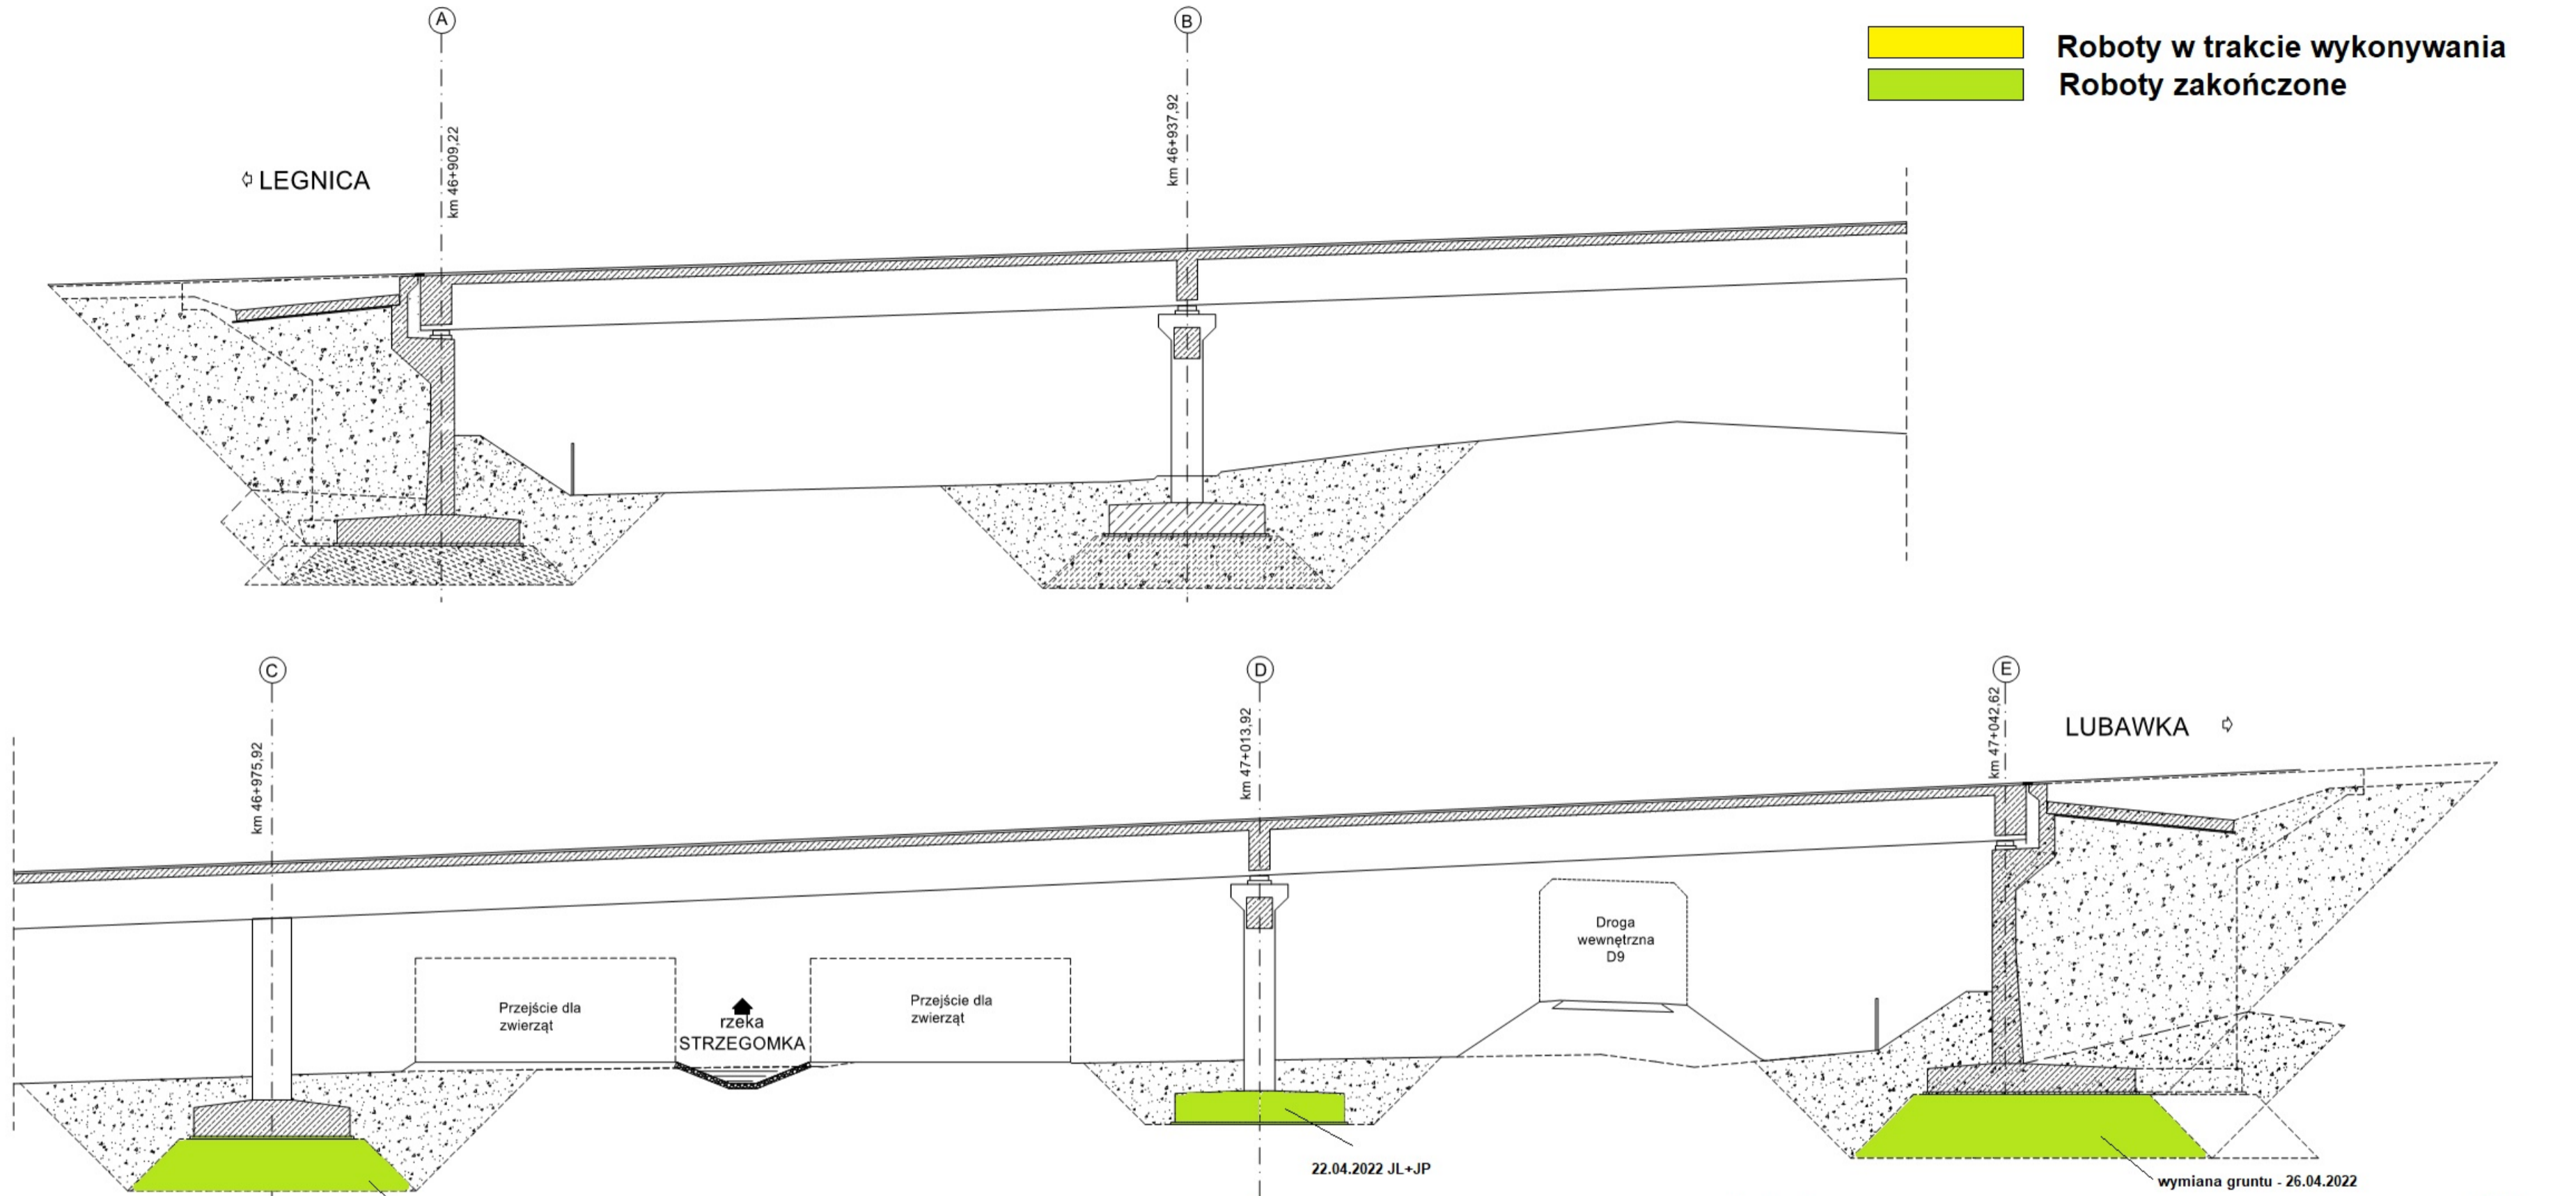 A
B
Roboty w trakcie wykonywania
Roboty zakończone
km 46+909,22
km 46+937,92
LEGNICA
C
D
E
km 46+975,92
km 47+013,92
km 47+042,62
LUBAWKA
Droga
wewnętrzna
D9
Przejście dla
zwierząt
rzeka
STRZEGOMKA
Przejście dla
zwierząt
22.04.2022 JL+JP
wymiana gruntu - 26.04.2022